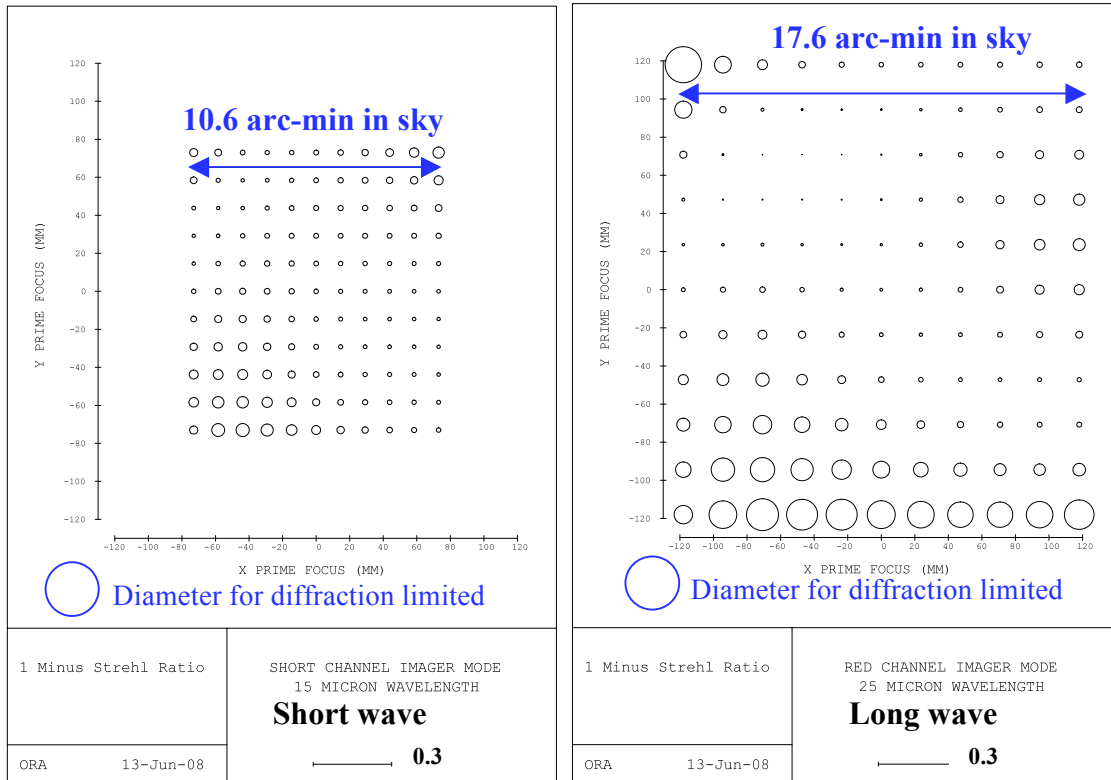 10.6 arc-min in sky
120
100
80
60
40
20
0
-20
-40
-60
-80
-100
-120
Y PRIME FOCUS (MM)
-120 -100 -80 -60 -40 -20 0 20 40 60 80 100 120
X PRIME FOCUS (MM)
Diameter for diffraction limited
1 Minus Strehl Ratio
SHORT CHANNEL IMAGER MODE
15 MICRON WAVELENGTH
Short wave
ORA 13-Jun-08
0.3
17.6 arc-min in sky
120
100
80
60
40
20
0
-20
-40
-60
-80
-100
-120
Y PRIME FOCUS (MM)
-120 -100 -80 -60 -40 -20 0 20 40 60 80 100 120
X PRIME FOCUS (MM)
Diameter for diffraction limited
1 Minus Strehl Ratio
RED CHANNEL IMAGER MODE
25 MICRON WAVELENGTH
Long wave
ORA 13-Jun-08
0.3